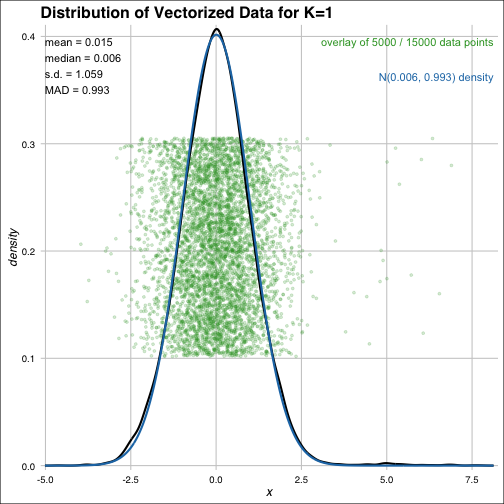 Distribution of Vectorized Data for K=1
mean = 0.015
median = 0.006
s.d. = 1.059
MAD = 0.993
overlay of 5000 / 15000 data points
N(0.006, 0.993) density
density
0.4
0.3
0.2
0.1
0.0
-5.0 -2.5 0.0 2.5 5.0 7.5
x